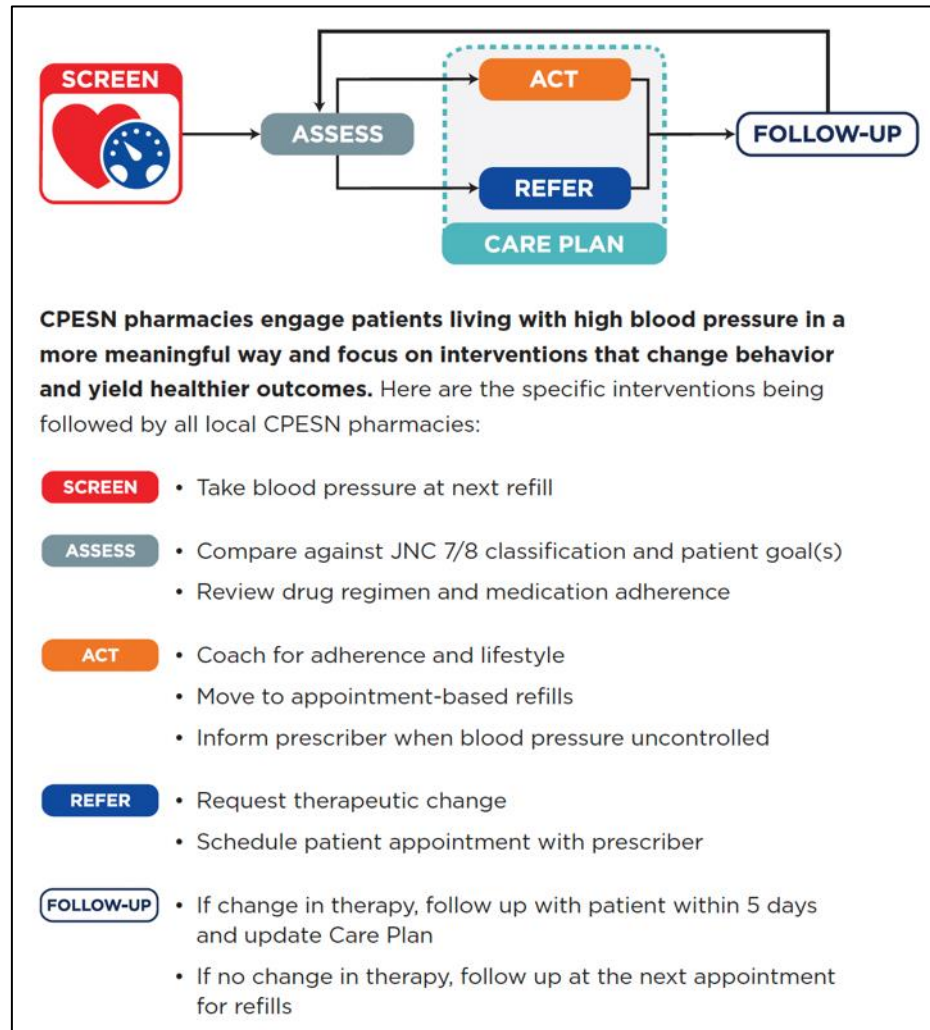 SCREEN
ACT
ASSESS
FOLLOW-UP
REFER
CARE PLAN
CPESN pharmacies engage patients living with high blood pressure in a
more meaningful way and focus on interventions that change behavior
and yield healthier outcomes. Here are the specific interventions being
followed by all local CPESN pharmacies:
SCREEN • Take blood pressure at next refill
ASSESS • Compare against JNC 7/8 classification and patient goal(s)
• Review drug regimen and medication adherence
ACT • Coach for adherence and lifestyle
• Move to appointment-based refills
• Inform prescriber when blood pressure uncontrolled
REFER • Request therapeutic change
• Schedule patient appointment with prescriber
FOLLOW-UP • If change in therapy, follow up with patient within 5 days
and update Care Plan
• If no change in therapy, follow up at the next appointment
for refills